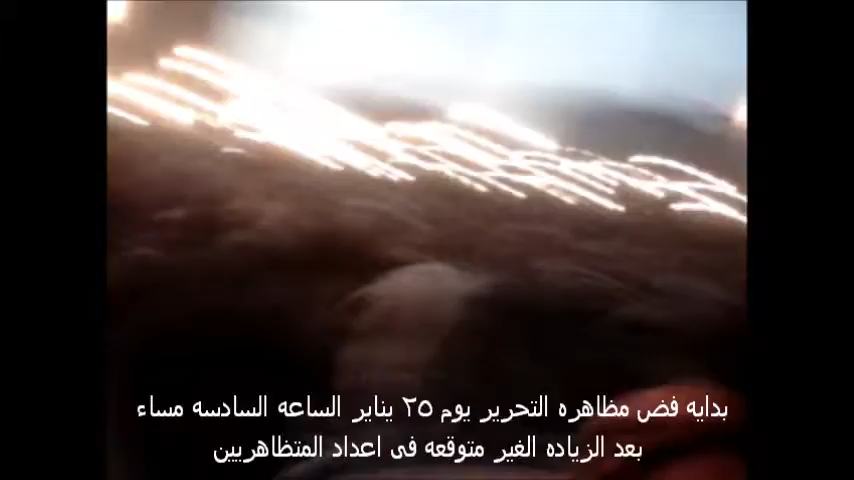 بدايه فض مظاهره التحرير يوم ٢٥ يناير الساعه السادسه مساء
بعد الزياده الغير متوقعه فى اعداد المتظاهريين